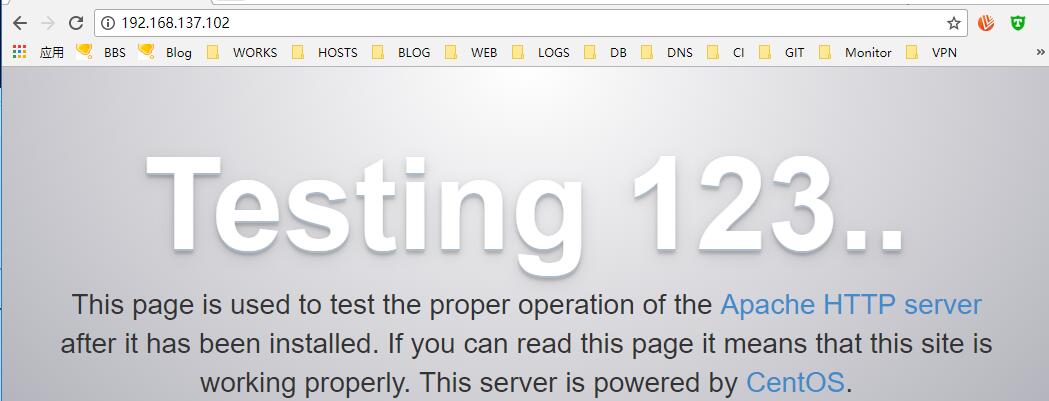 192.168.137.102
应用 BBS Blog WORKS HOSTS BLOG WEB LOGS DB DNS CI GIT Monitor VPN »
Testing 123..
This page is used to test the proper operation of the Apache HTTP server
after it has been installed. If you can read this page it means that this site is
working properly. This server is powered by CentOS.